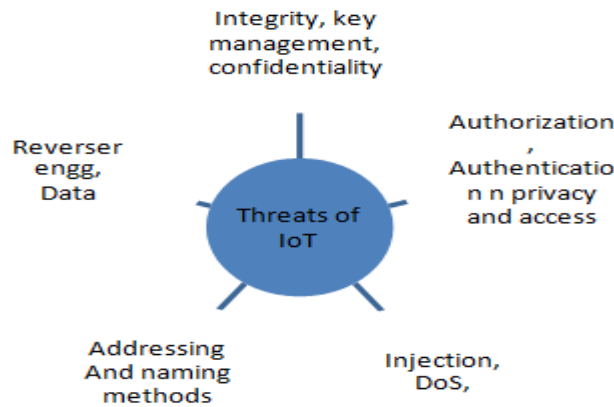 Integrity, key
management,
confidentiality
Authorization
,
Authenticatio
n n privacy
and access
Reverser
engg,
Data
Threats of
IoT
Addressing
And naming
methods
Injection,
DoS,